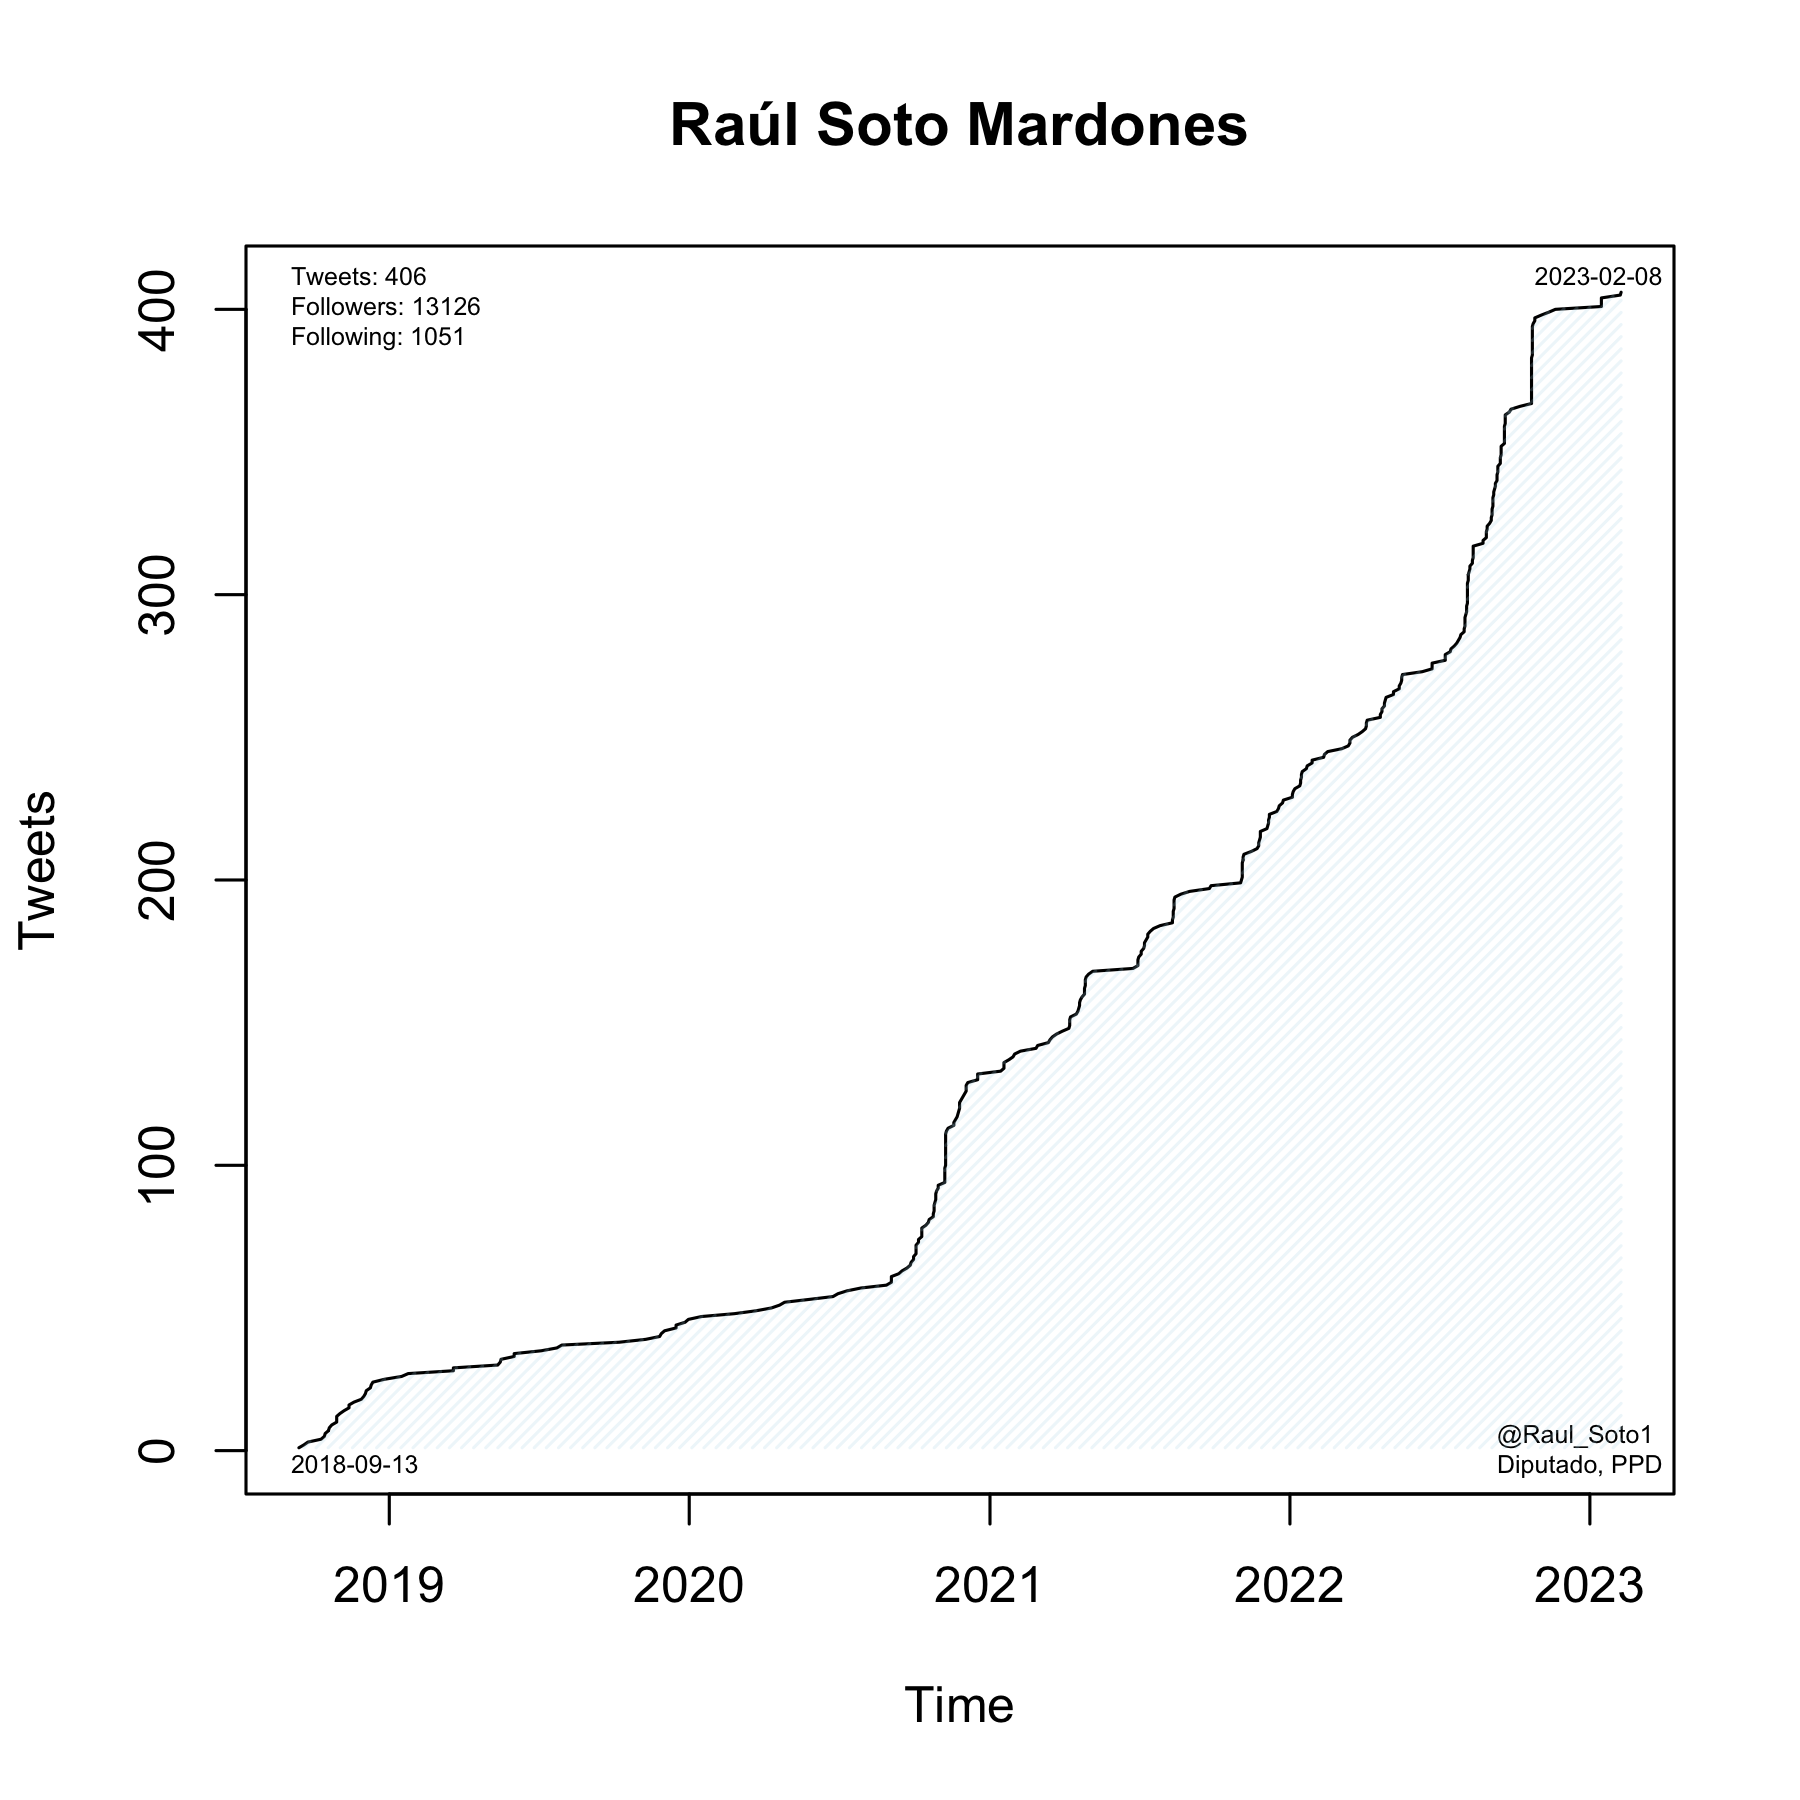 Raúl Soto Mardones
Tweets: 406
Followers: 13126
Following: 1051
2023-02-08
400
300
200
100
0
Tweets
@Raul_Soto1
Diputado, PPD
2018-09-13
2019
2020
2021
2022
2023
Time